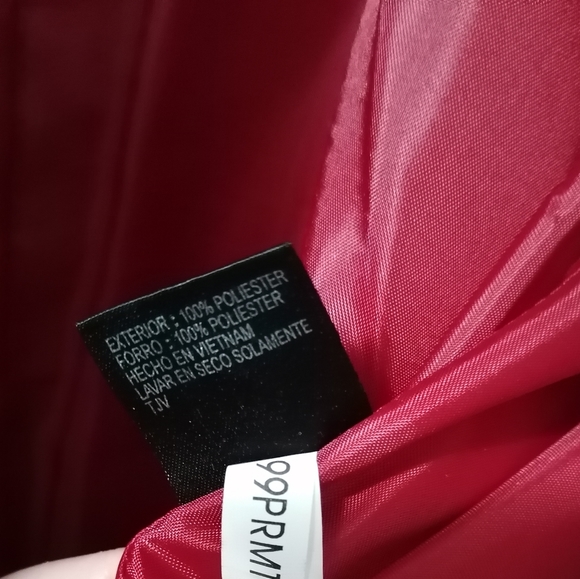 EXTERIOR : 100% POLIESTER
FORRO : 100% POLIESTER
HECHO EN VIETNAM
LAVAR EN SECO SOLAMENTE
TJV
99PRM